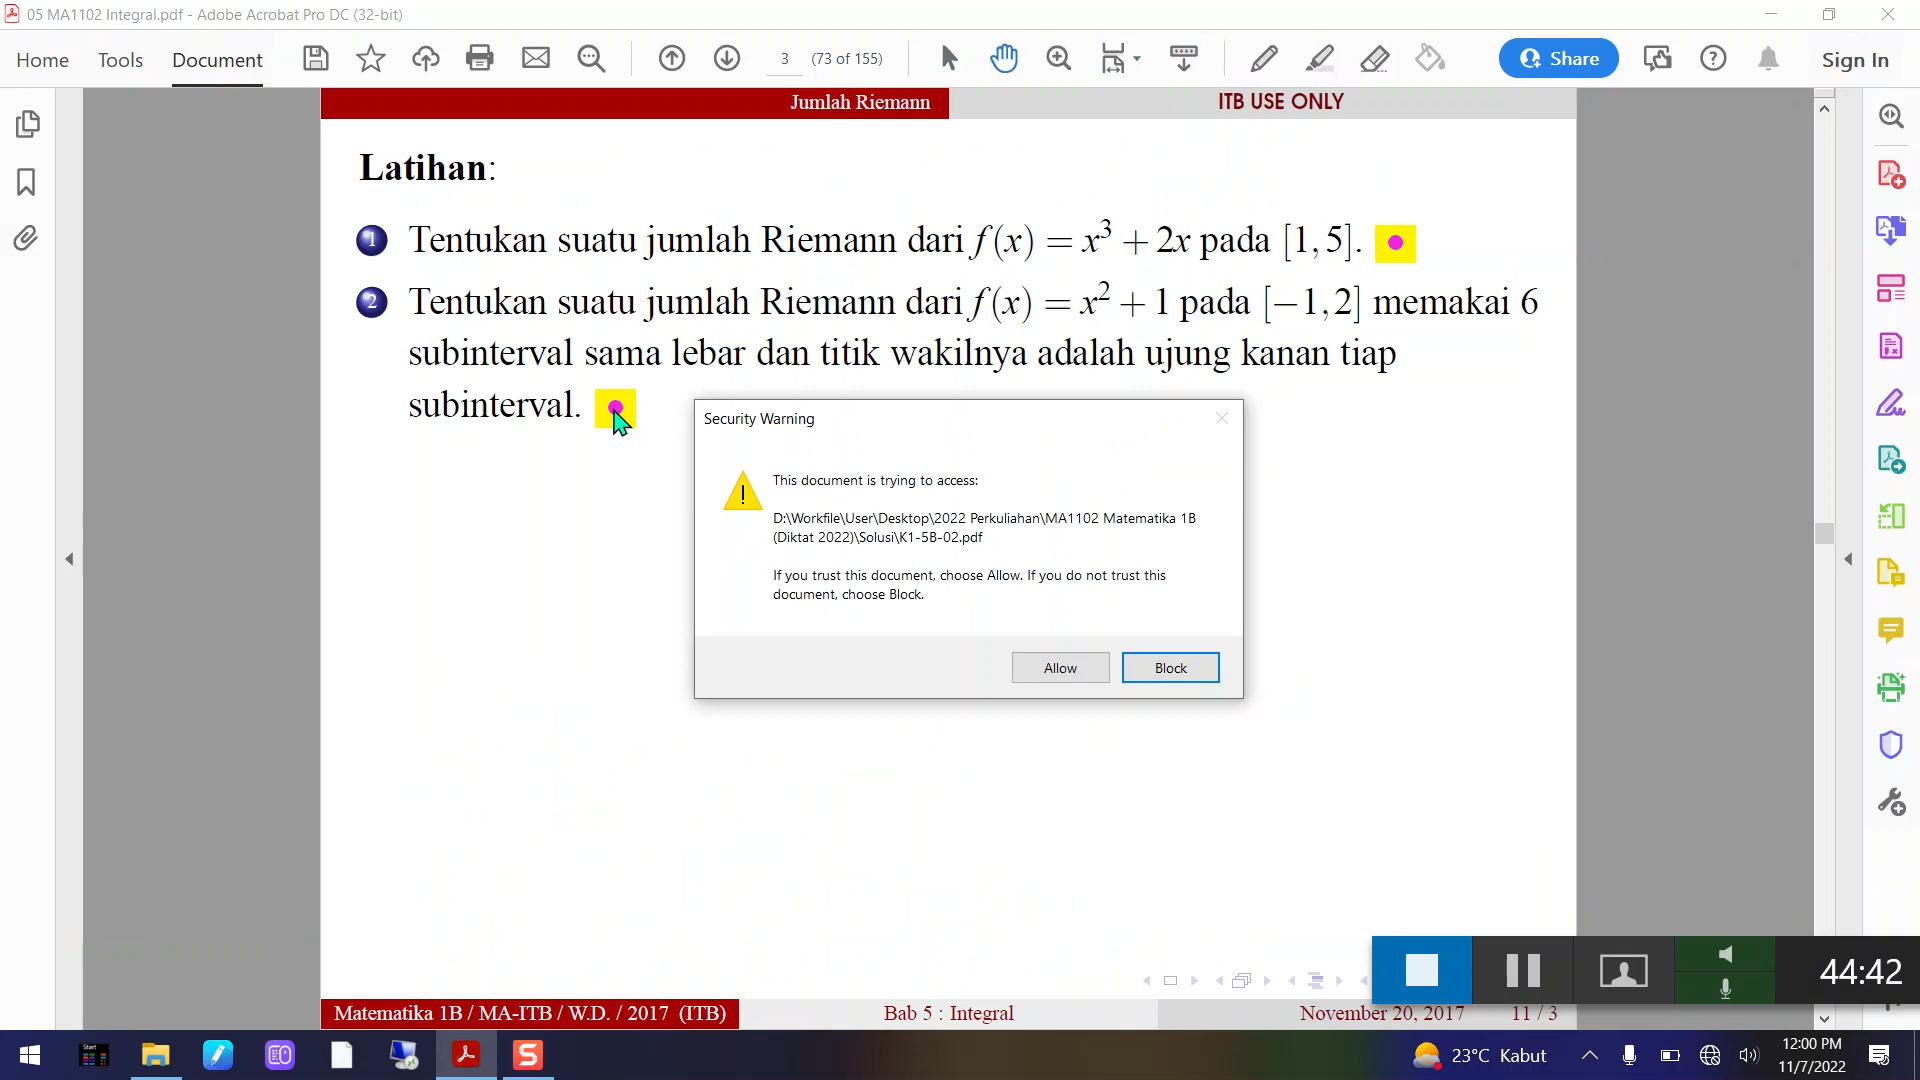 05 MA1102 Integral.pdf - Adobe Acrobat Pro DC (32-bit)
Home Tools Document 3 (73 of 155) Share Sign In
Jumlah Riemann ITB USE ONLY
Latihan:
1 Tentukan suatu jumlah Riemann dari f(x) = x³ + 2x pada [1, 5].
2 Tentukan suatu jumlah Riemann dari f(x) = x² + 1 pada [−1, 2] memakai 6
subinterval sama lebar dan titik wakilnya adalah ujung kanan tiap
subinterval.
Security Warning
This document is trying to access:
D:\Workfile\User\Desktop\2022 Perkuliahan\MA1102 Matematika 1B
(Diktat 2022)\Solusi\K1-5B-02.pdf
If you trust this document, choose Allow. If you do not trust this
document, choose Block.
Allow Block
44:42
Matematika 1B / MA-ITB / W.D. / 2017 (ITB) Bab 5 : Integral November 20, 2017 11 / 3
Start
23°C Kabut
12:00 PM
11/7/2022